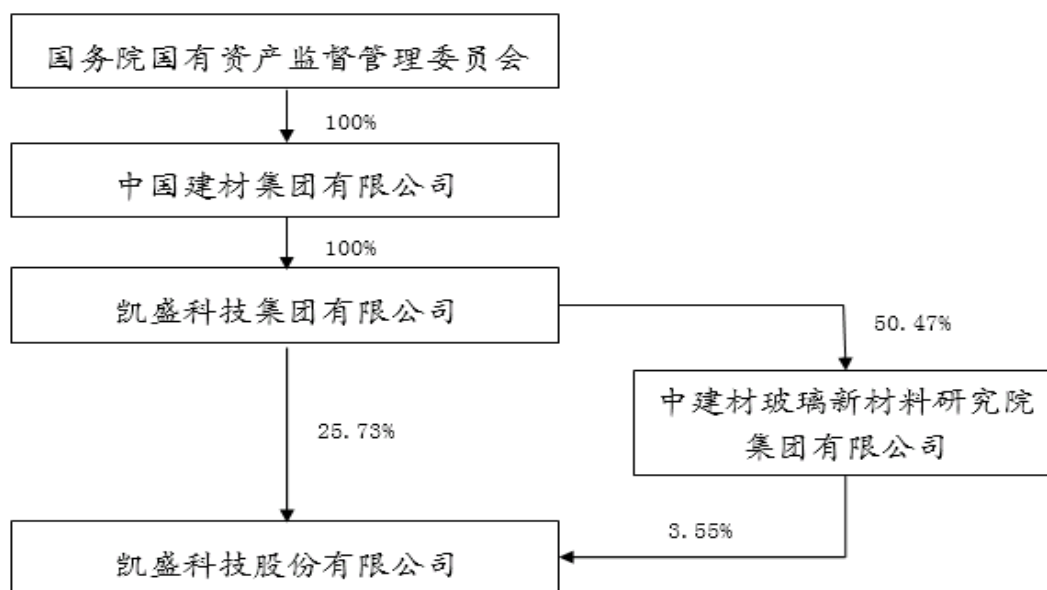 国务院国有资产监督管理委员会
100%
中国建材集团有限公司
100%
凯盛科技集团有限公司
50.47%
中建材玻璃新材料研究院
集团有限公司
25.73%
3.55%
凯盛科技股份有限公司